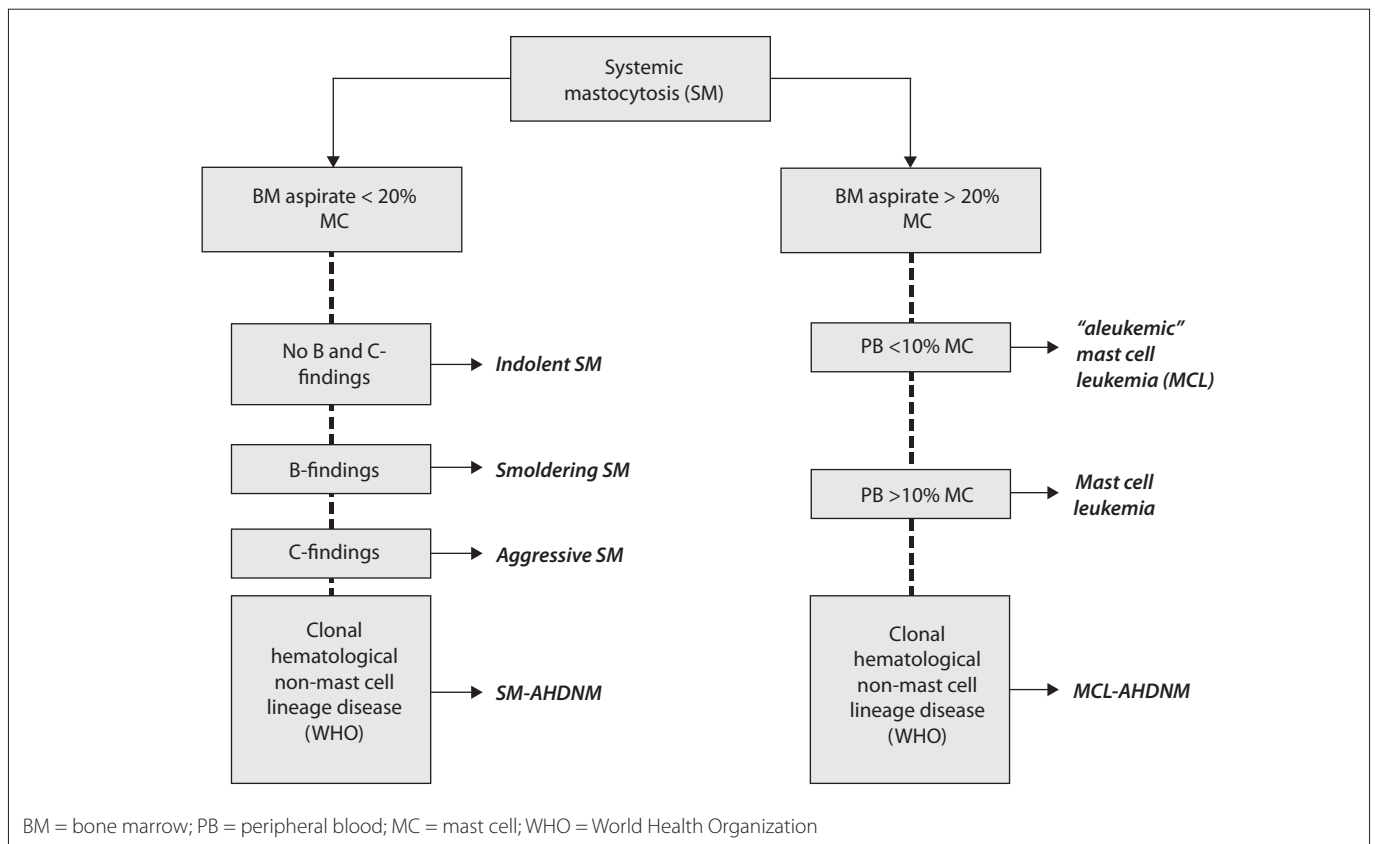 Systemic
mastocytosis (SM)
BM aspirate < 20%
MC
BM aspirate > 20%
MC
No B and C-
findings
Indolent SM
B-findings
Smoldering SM
C-findings
Aggressive SM
Clonal
hematological
non-mast cell
lineage disease
(WHO)
SM-AHDNM
PB <10% MC
“aleukemic”
mast cell
leukemia (MCL)
PB >10% MC
Mast cell
leukemia
Clonal
hematological
non-mast cell
lineage disease
(WHO)
MCL-AHDNM
BM = bone marrow; PB = peripheral blood; MC = mast cell; WHO = World Health Organization